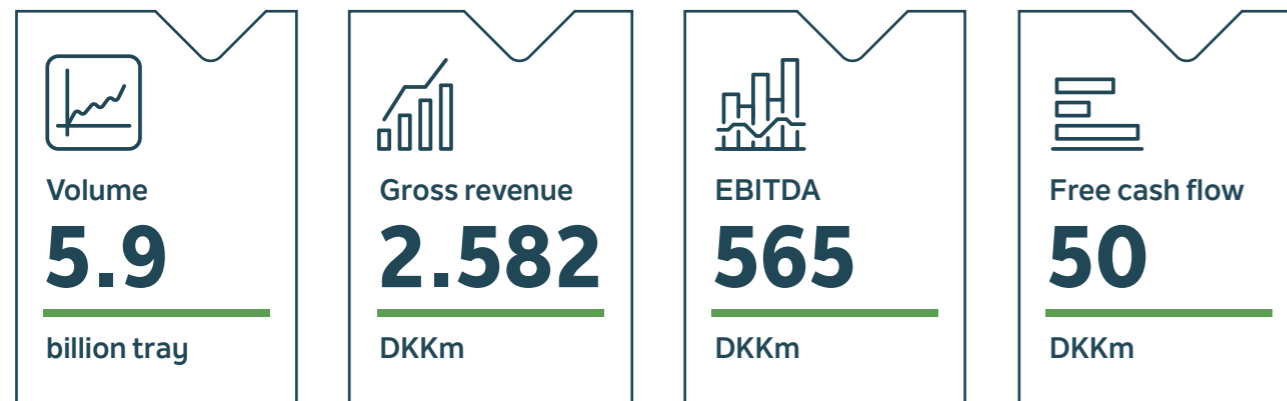 Volume
5.9
billion tray
Gross revenue
2.582
DKKm
EBITDA
565
DKKm
Free cash flow
50
DKKm